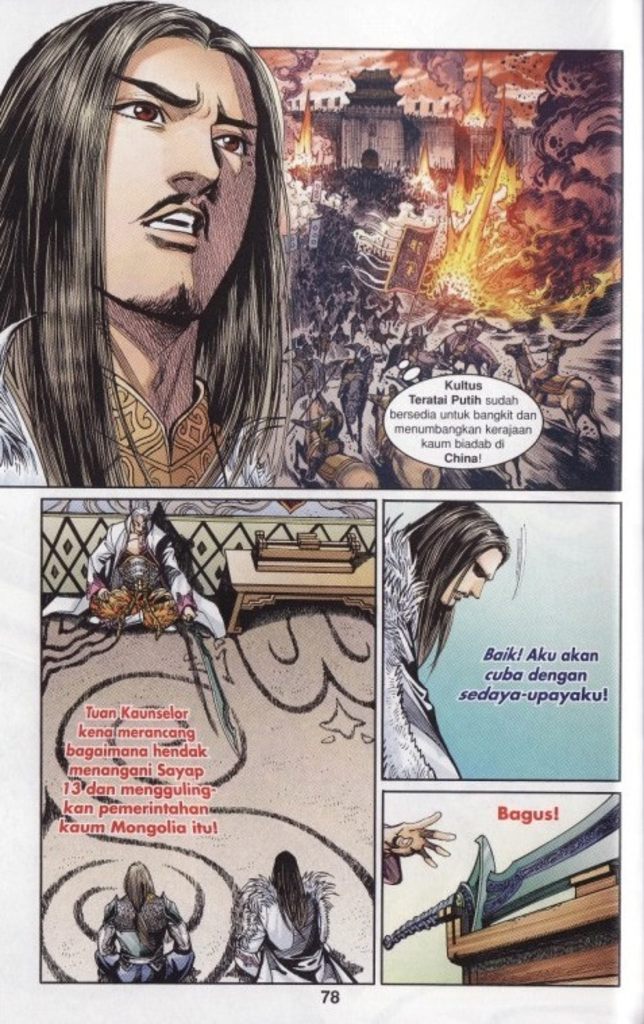 Kultus
Teratai Putih sudah
bersedia untuk bangkit dan
menumbangkan kerajaan
kaum biadab di
China!
Tuan Kaunselor
kena merancang
bagaimana hendak
menangani Sayap
13 dan mengguling-
kan pemerintahan
kaum Mongolia itu!
Baik! Aku akan
cuba dengan
sedaya-upayaku!
Bagus!
78